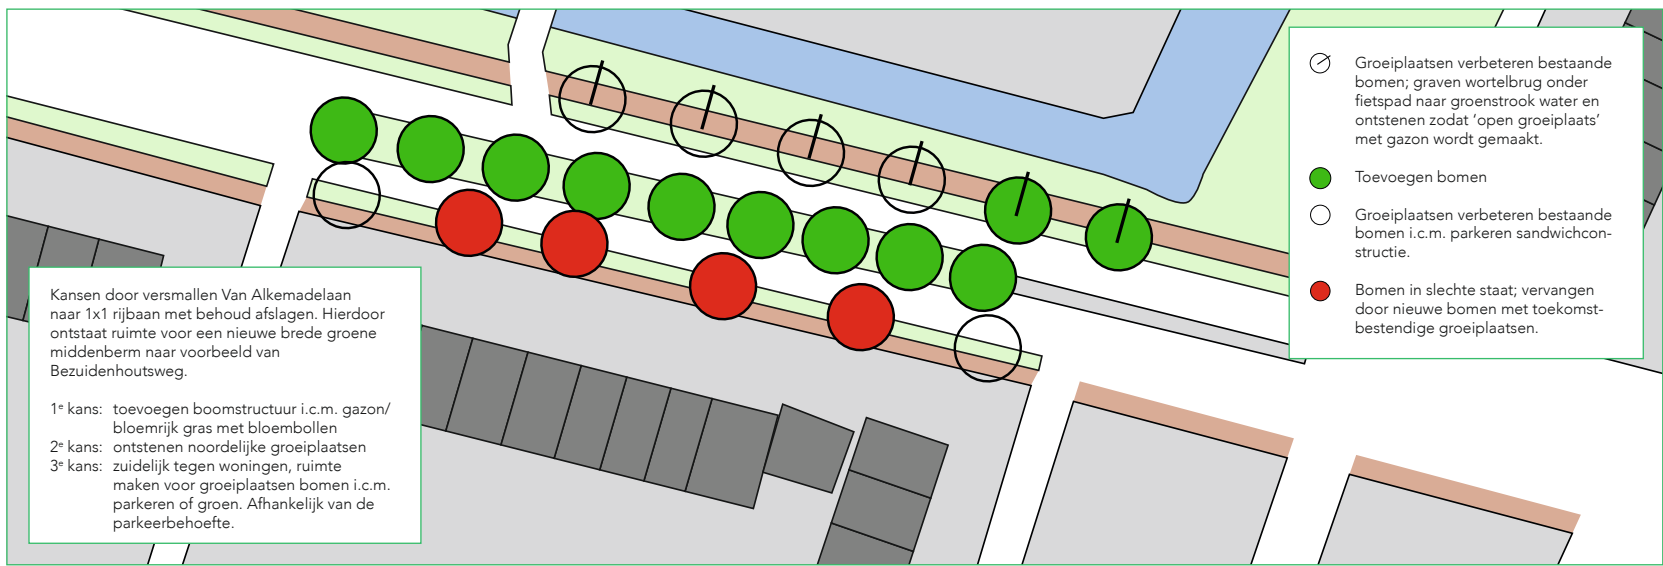 Kansen door versmallen Van Alkemadelaan
naar 1x1 rijbaan met behoud afslagen. Hierdoor
ontstaat ruimte voor een nieuwe brede groene
middenberm naar voorbeeld van
Bezuidenhoutsweg.
1e kans: toevoegen boomstructuur i.c.m. gazon/
bloemrijk gras met bloembollen
2e kans: ontstenen noordelijke groeiplaatsen
3e kans: zuidelijk tegen woningen, ruimte
maken voor groeiplaatsen bomen i.c.m.
parkeren of groen. Afhankelijk van de
parkeerbehoefte.
Groeiplaatsen verbeteren bestaande
bomen; graven wortelbrug onder
fietspad naar groenstrook water en
ontstenen zodat ‘open groeiplaats’
met gazon wordt gemaakt.
Toevoegen bomen
Groeiplaatsen verbeteren bestaande
bomen i.c.m. parkeren sandwichcon-
structie.
Bomen in slechte staat; vervangen
door nieuwe bomen met toekomst-
bestendige groeiplaatsen.